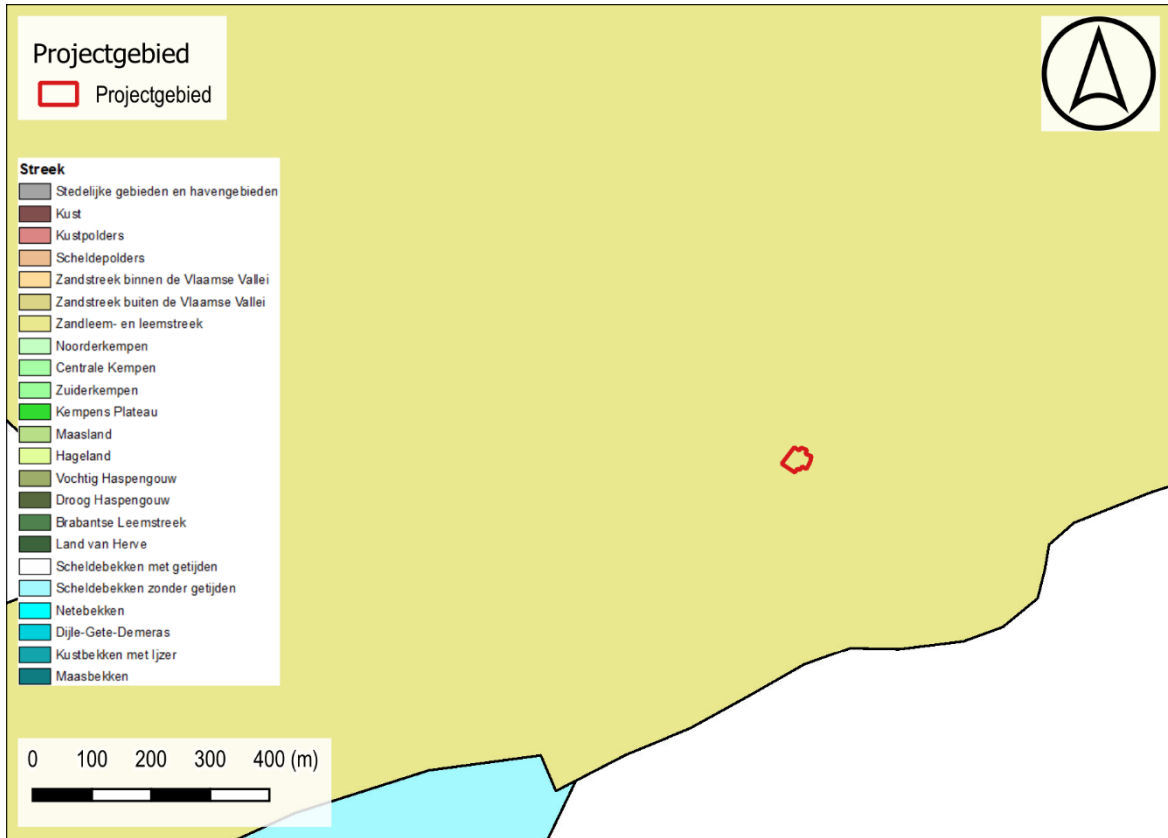 Projectgebied
Projectgebied
Streek
Stedelijke gebieden en havengebieden
Kust
Kustpolders
Scheldepolders
Zandstreek binnen de Vlaamse Vallei
Zandstreek buiten de Vlaamse Vallei
Zandleem- en leemstreek
Noorderkempen
Centrale Kempen
Zuiderkempen
Kempens Plateau
Maasland
Hageland
Vochtig Haspengouw
Droog Haspengouw
Brabantse Leemstreek
Land van Herve
Scheldebekken met getijden
Scheldebekken zonder getijden
Netebekken
Dijle-Gete-Demeras
Kustbekken met Ijzer
Maasbekken
0 100 200 300 400 (m)